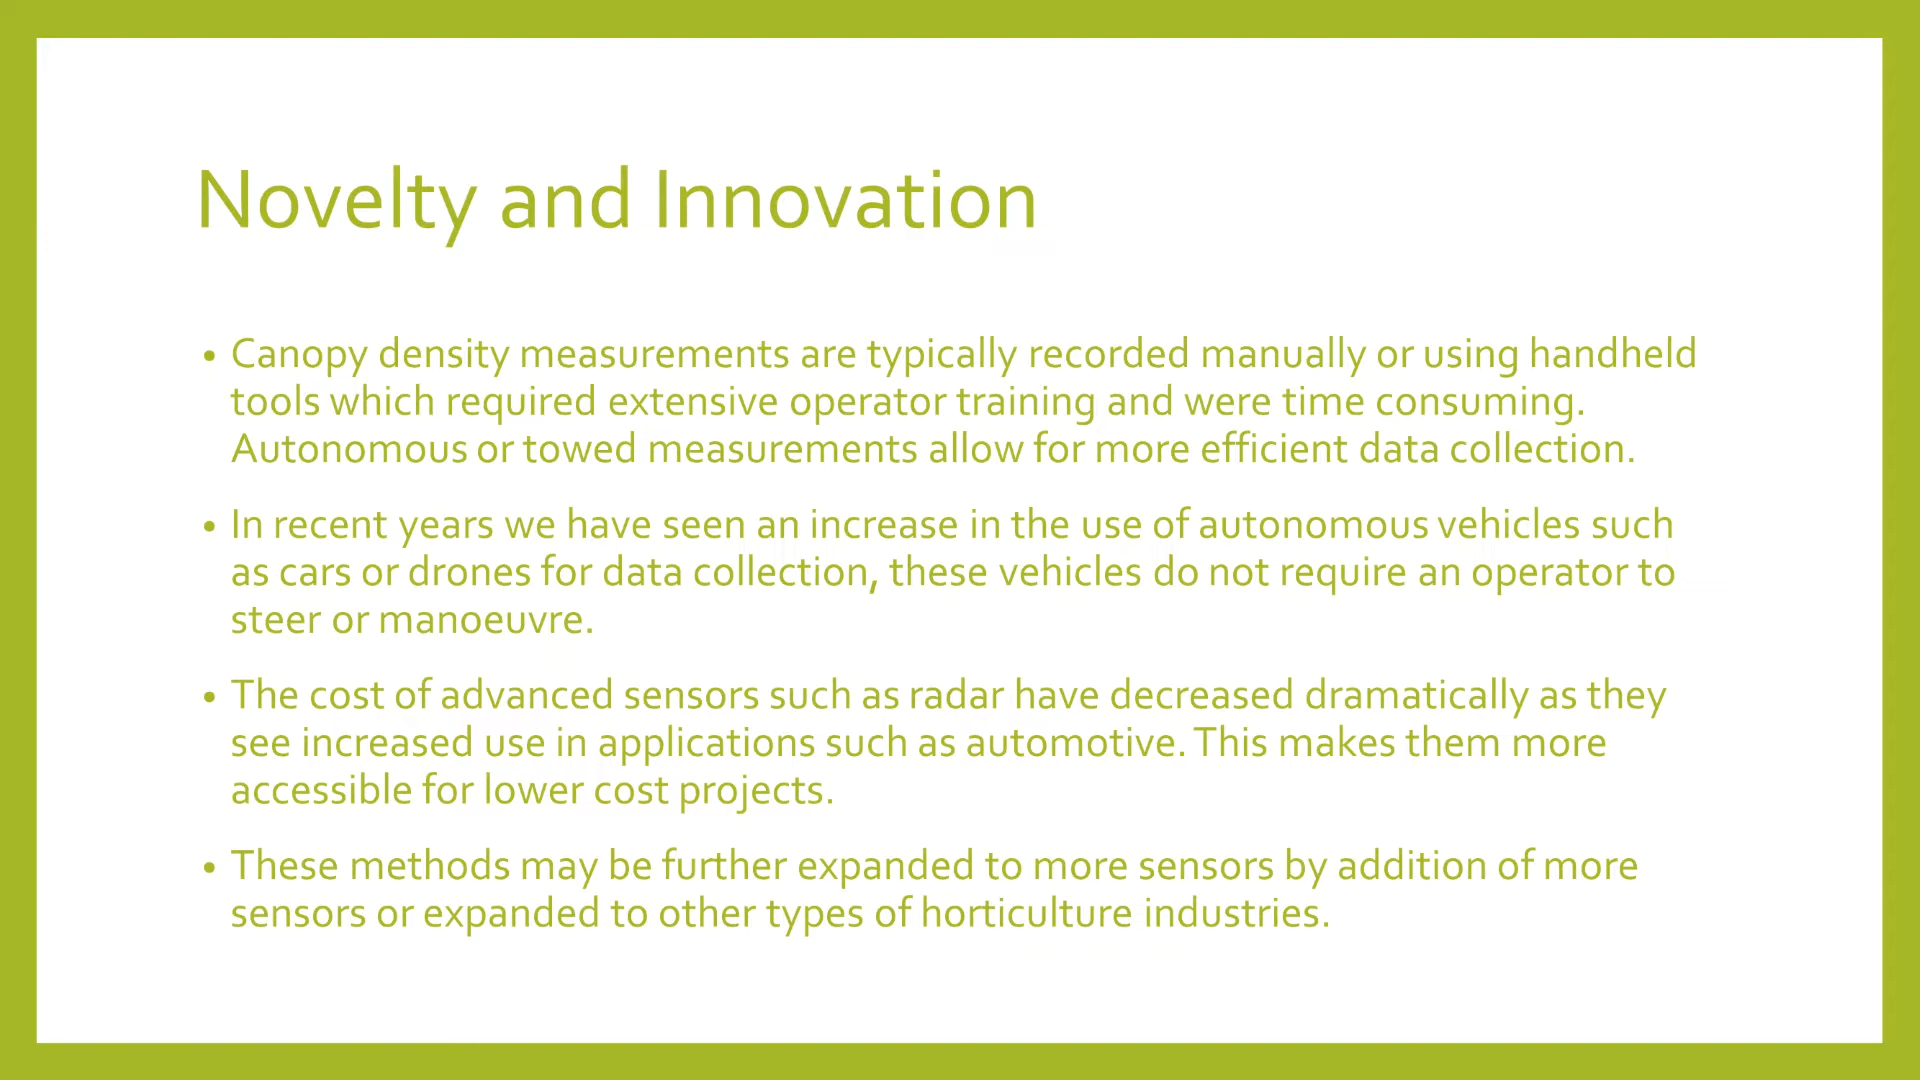 Novelty and Innovation
• Canopy density measurements are typically recorded manually or using handheld
tools which required extensive operator training and were time consuming.
Autonomous or towed measurements allow for more efficient data collection.
• In recent years we have seen an increase in the use of autonomous vehicles such
as cars or drones for data collection, these vehicles do not require an operator to
steer or manoeuvre.
• The cost of advanced sensors such as radar have decreased dramatically as they
see increased use in applications such as automotive. This makes them more
accessible for lower cost projects.
• These methods may be further expanded to more sensors by addition of more
sensors or expanded to other types of horticulture industries.